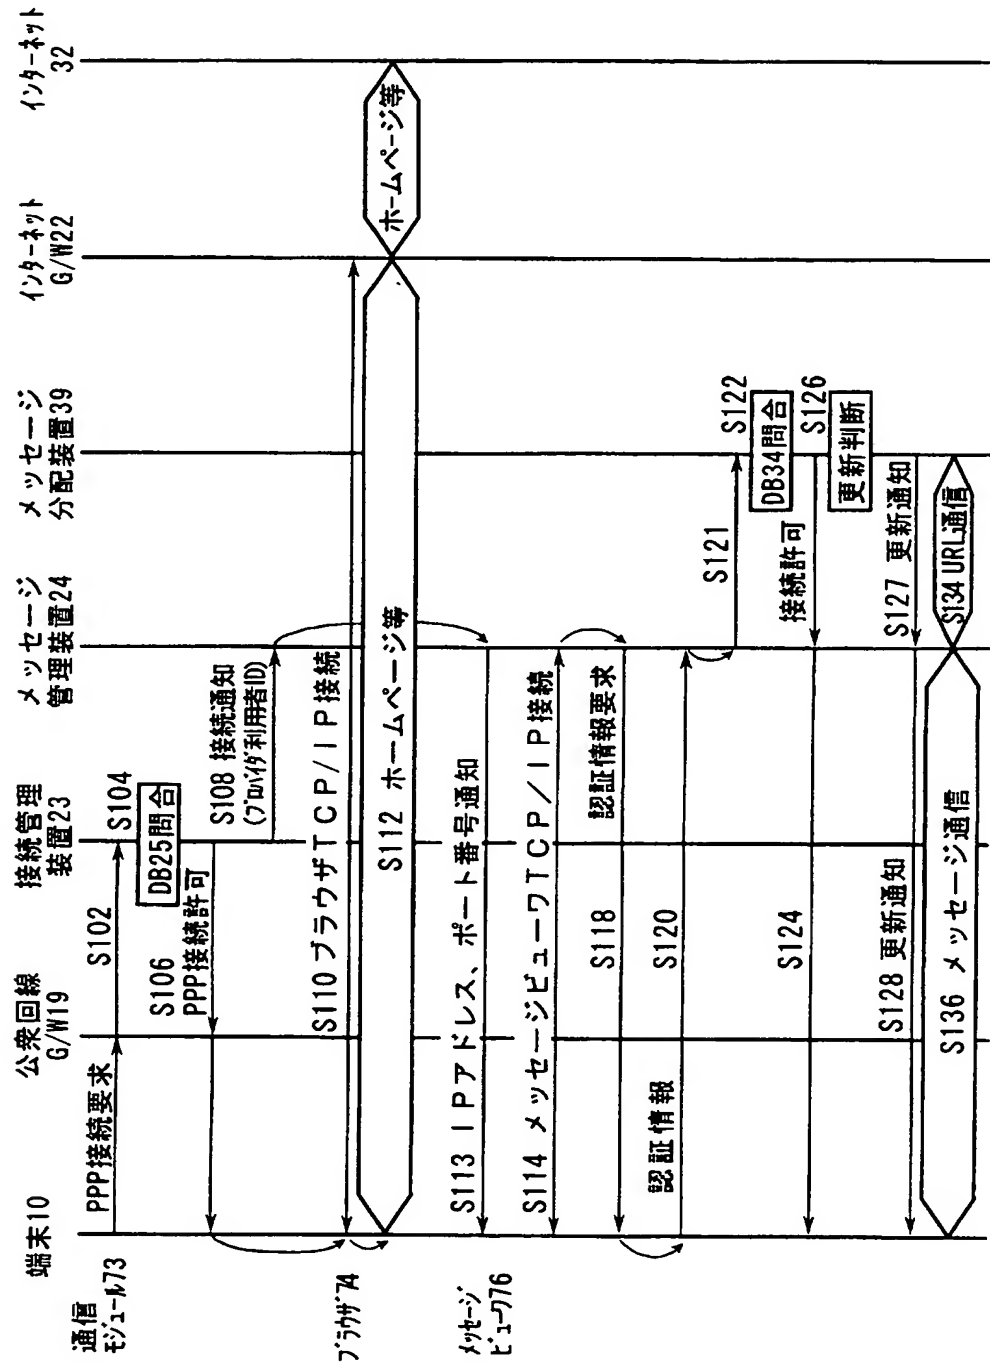 端末10
公衆回線
G/W19
接続管理
装置23
メッセージ
管理装置24
メッセージ
分配装置39
インターネット
G/W22
インターネット
32
通信
モジュール73
PPP接続要求
S102
S104
DB25問合
S106
PPP接続許可
S108 接続通知
(プロバイダ利用者ID)
ブラウザ74
S110 ブラウザTCP/IP接続
S112 ホームページ等
ホームページ等
メッセージ
ビューワ76
S113 IPアドレス、ポート番号通知
S114 メッセージビューワTCP/IP接続
S118
認証情報要求
認証情報
S120
S121
S122
DB34問合
S124
接続許可
S126
更新判断
S127 更新通知
S128 更新通知
S134 URL通信
S136 メッセージ通信